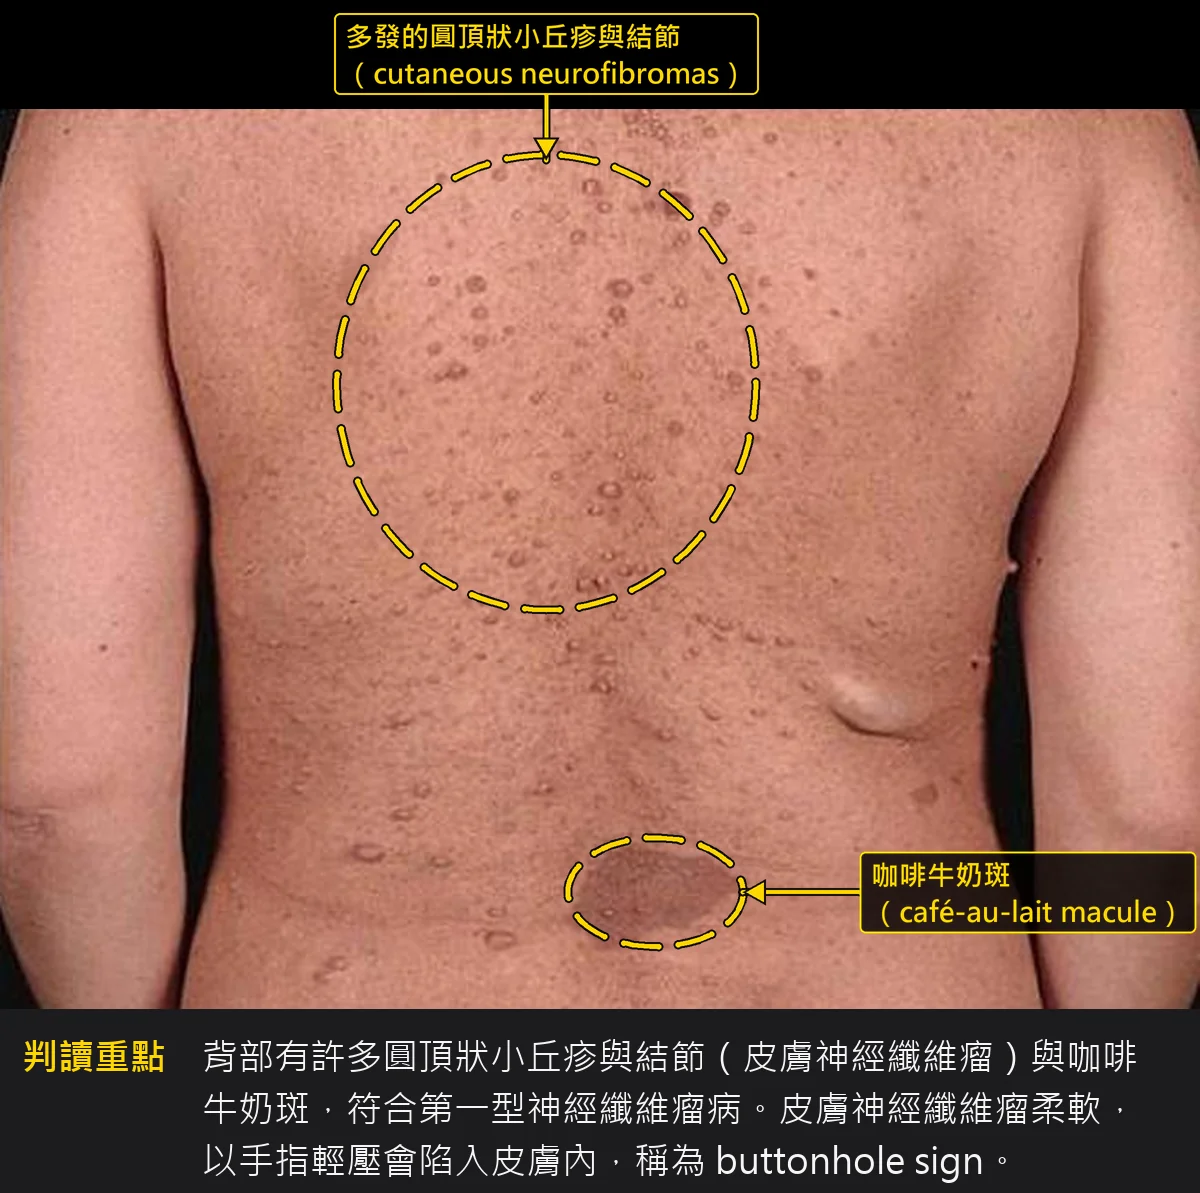 多發的圓頂狀小丘疹與結節
（cutaneous neurofibromas）
咖啡牛奶斑
（café-au-lait macule）
判讀重點
背部有許多圓頂狀小丘疹與結節（皮膚神經纖維瘤）與咖啡
牛奶斑，符合第一型神經纖維瘤病。皮膚神經纖維瘤柔軟，
以手指輕壓會陷入皮膚內，稱為 buttonhole sign。